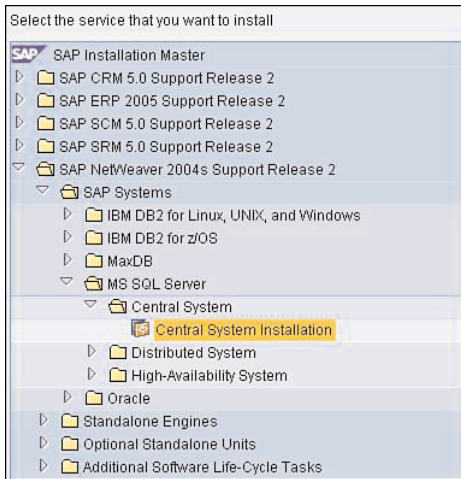 Select the service that you want to install
SAP SAP Installation Master
SAP CRM 5.0 Support Release 2
SAP ERP 2005 Support Release 2
SAP SCM 5.0 Support Release 2
SAP SRM 5.0 Support Release 2
SAP NetWeaver 2004s Support Release 2
SAP Systems
IBM DB2 for Linux, UNIX, and Windows
IBM DB2 for z/OS
MaxDB
MS SQL Server
Central System
Central System Installation
Distributed System
High-Availability System
Oracle
Standalone Engines
Optional Standalone Units
Additional Software Life-Cycle Tasks